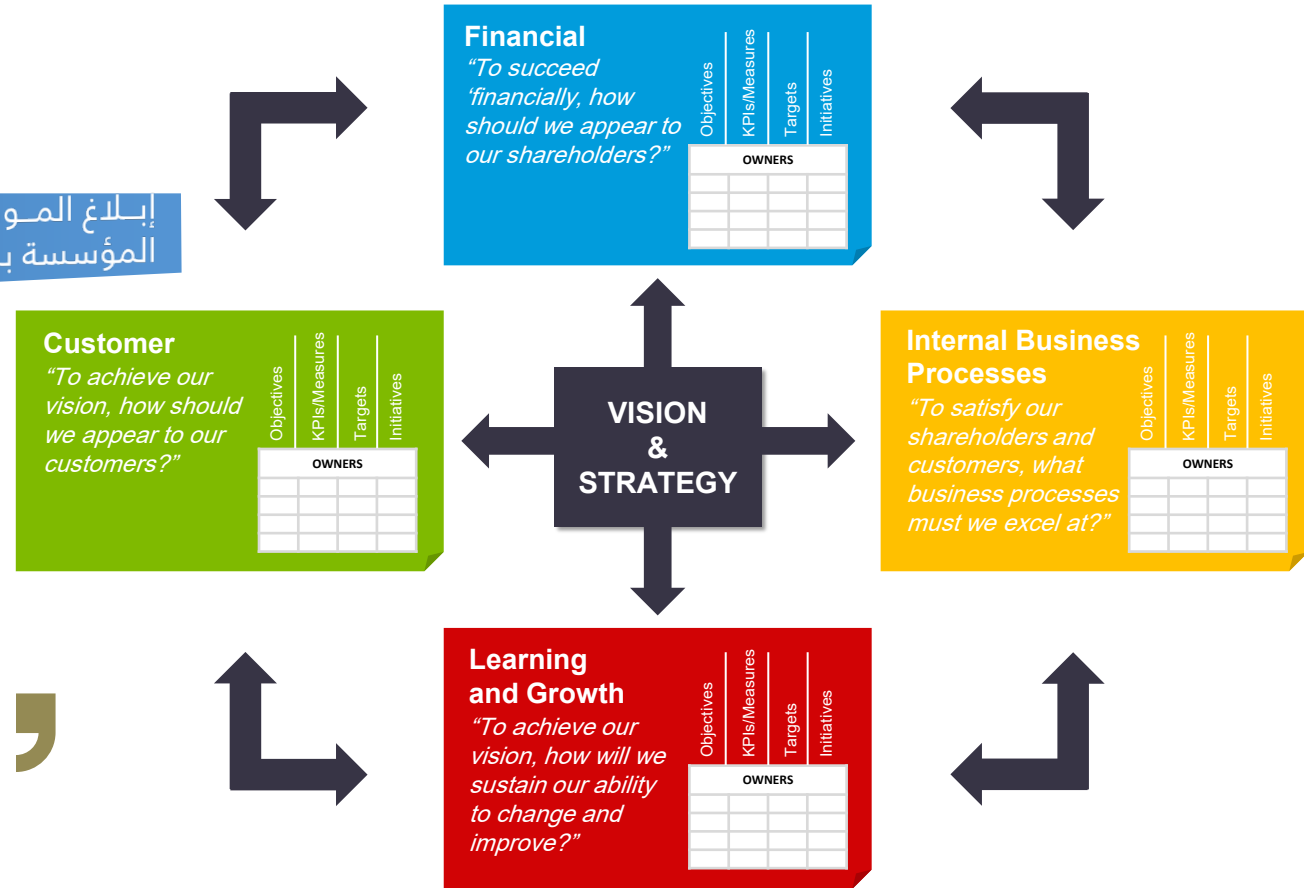 Financial
“To succeed
‘financially, how
should we appear to
our shareholders?”
Objectives
KPIs/Measures
Targets
Initiatives
OWNERS
إبــلاغ المــو
المؤسسة بـ
Customer
“To achieve our
vision, how should
we appear to our
customers?”
Objectives
KPIs/Measures
Targets
Initiatives
OWNERS
VISION
&
STRATEGY
Internal Business
Processes
“To satisfy our
shareholders and
customers, what
business processes
must we excel at?”
Objectives
KPIs/Measures
Targets
Initiatives
OWNERS
Learning
and Growth
“To achieve our
vision, how will we
sustain our ability
to change and
improve?”
Objectives
KPIs/Measures
Targets
Initiatives
OWNERS